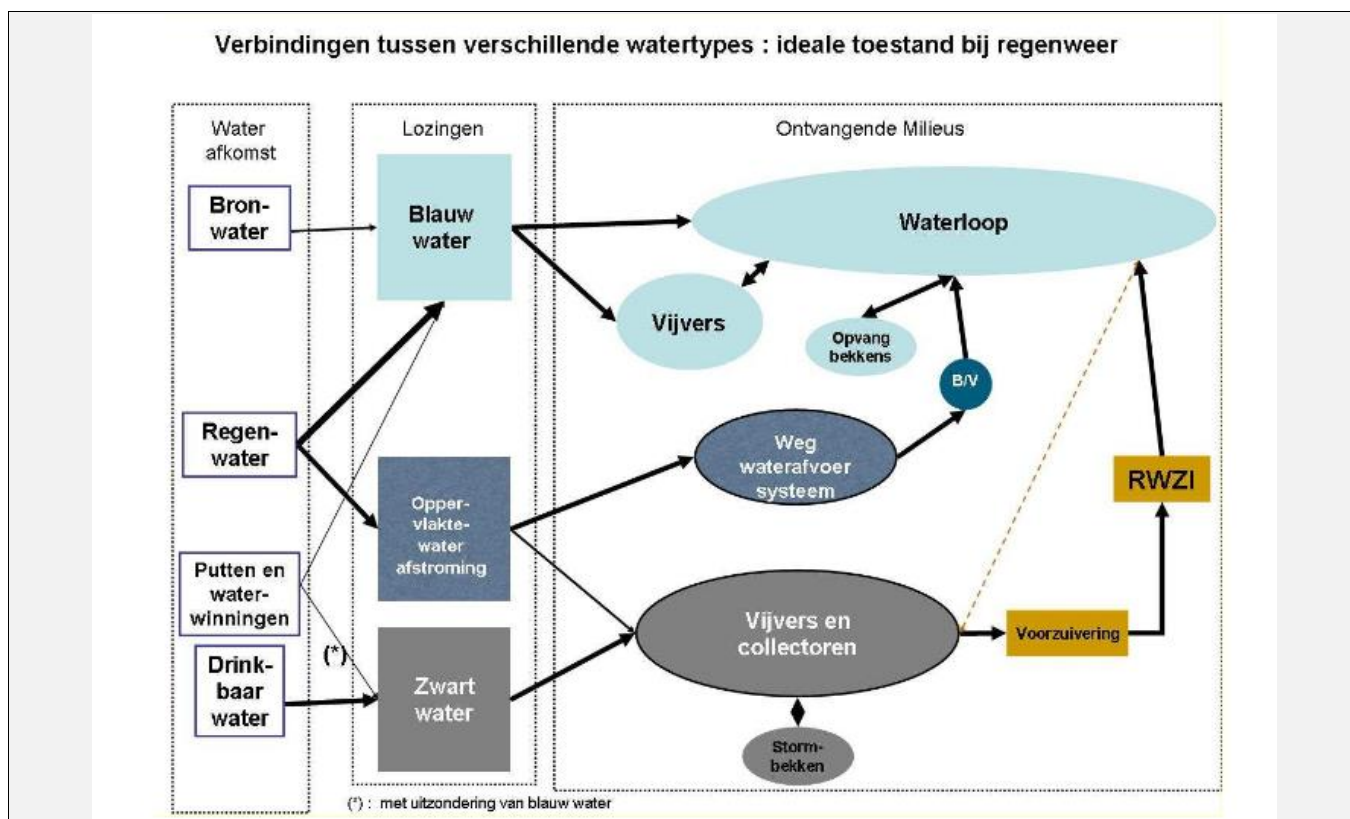 Verbindingen tussen verschillende watertypes : ideale toestand bij regenweer
Water
afkomst
Lozingen
Ontvangende Milieus
Bron-
water
Blauw
water
Waterloop
Vijvers
Opvang
bekkens
B/V
Regen-
water
Weg
waterafvoer
systeem
RWZI
Opper-
vlakte-
water
afstroming
Putten en
water-
winningen
Vijvers en
collectoren
Voorzuivering
(*)
Drink-
baar
water
Zwart
water
Storm-
bekken
(*) : met uitzondering van blauw water